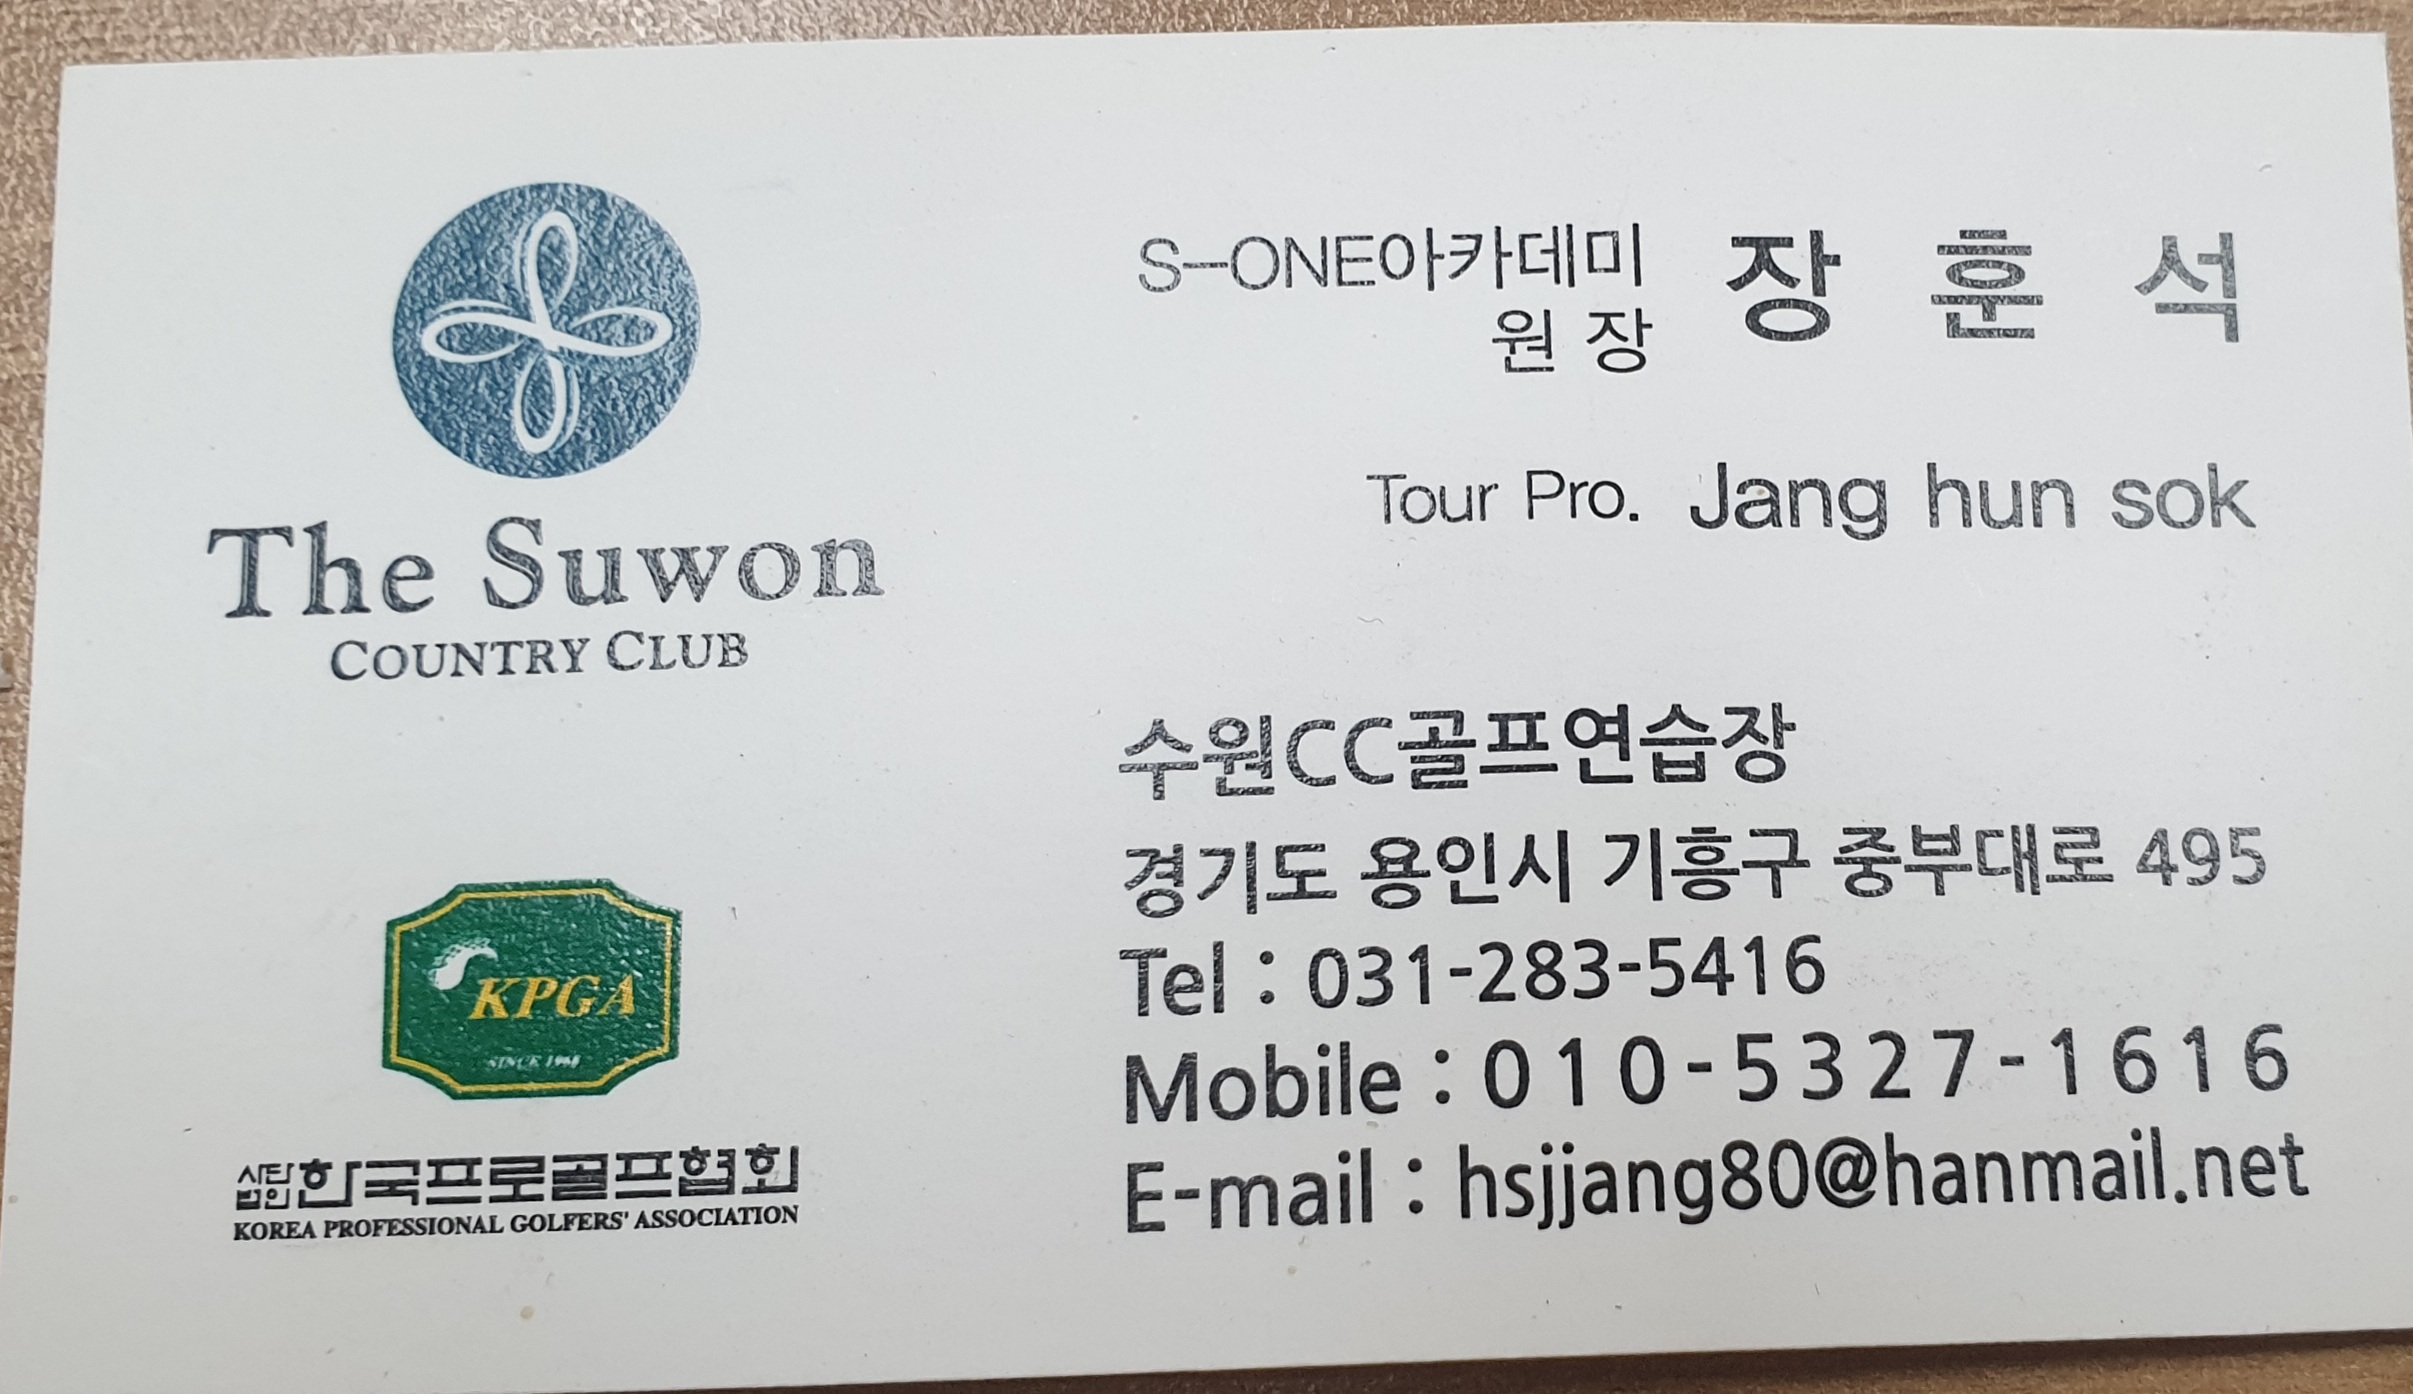 The Suwon
COUNTRY CLUB
KPGA
SINCE 1968
사단법인 한국프로골프협회
KOREA PROFESSIONAL GOLFERS' ASSOCIATION
S-ONE아카데미
원 장
장 훈 석
Tour Pro. Jang hun sok
수원CC골프연습장
경기도 용인시 기흥구 중부대로 495
Tel : 031-283-5416
Mobile : 010-5327-1616
E-mail : hsjjang80@hanmail.net